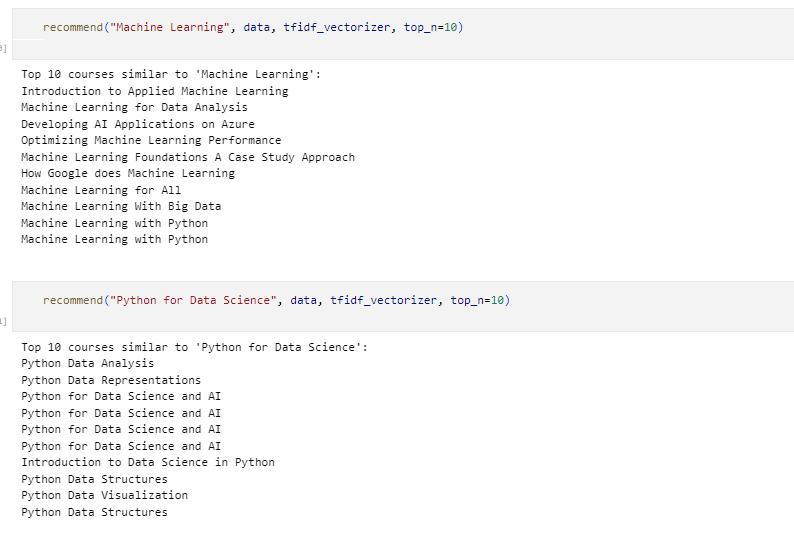 recommend("Machine Learning", data, tfidf_vectorizer, top_n=10)
Top 10 courses similar to 'Machine Learning':
Introduction to Applied Machine Learning
Machine Learning for Data Analysis
Developing AI Applications on Azure
Optimizing Machine Learning Performance
Machine Learning Foundations A Case Study Approach
How Google does Machine Learning
Machine Learning for All
Machine Learning With Big Data
Machine Learning with Python
Machine Learning with Python
recommend("Python for Data Science", data, tfidf_vectorizer, top_n=10)
Top 10 courses similar to 'Python for Data Science':
Python Data Analysis
Python Data Representations
Python for Data Science and AI
Python for Data Science and AI
Python for Data Science and AI
Python for Data Science and AI
Introduction to Data Science in Python
Python Data Structures
Python Data Visualization
Python Data Structures